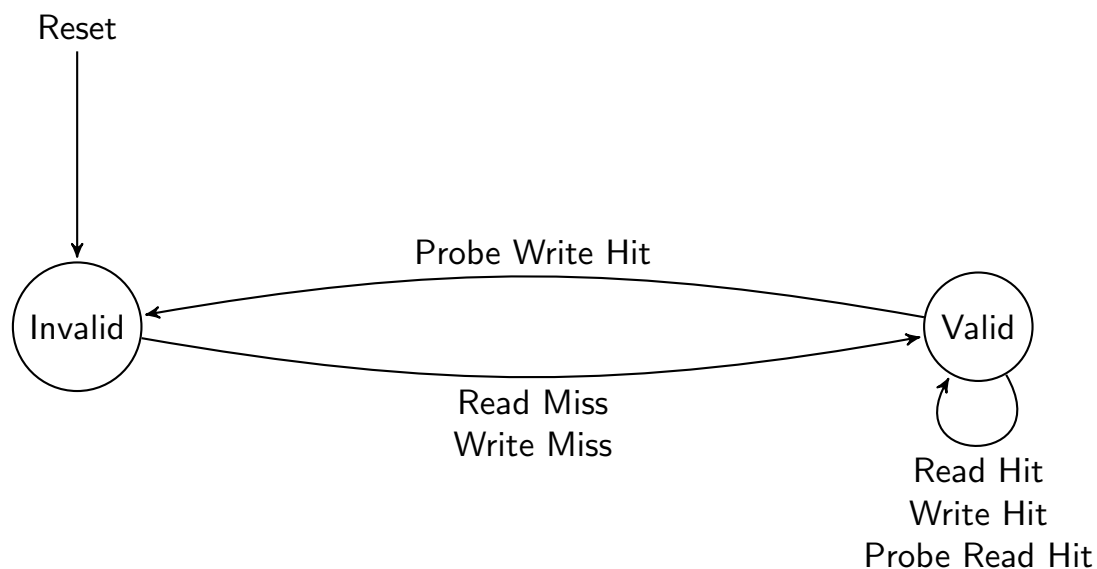 Reset
Probe Write Hit
Invalid
Valid
Read Miss
Write Miss
Read Hit
Write Hit
Probe Read Hit